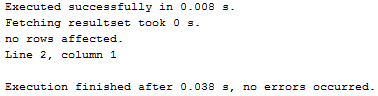 Executed successfully in 0.008 s.
Fetching resultset took 0 s.
no rows affected.
Line 2, column 1
Execution finished after 0.038 s, no errors occurred.